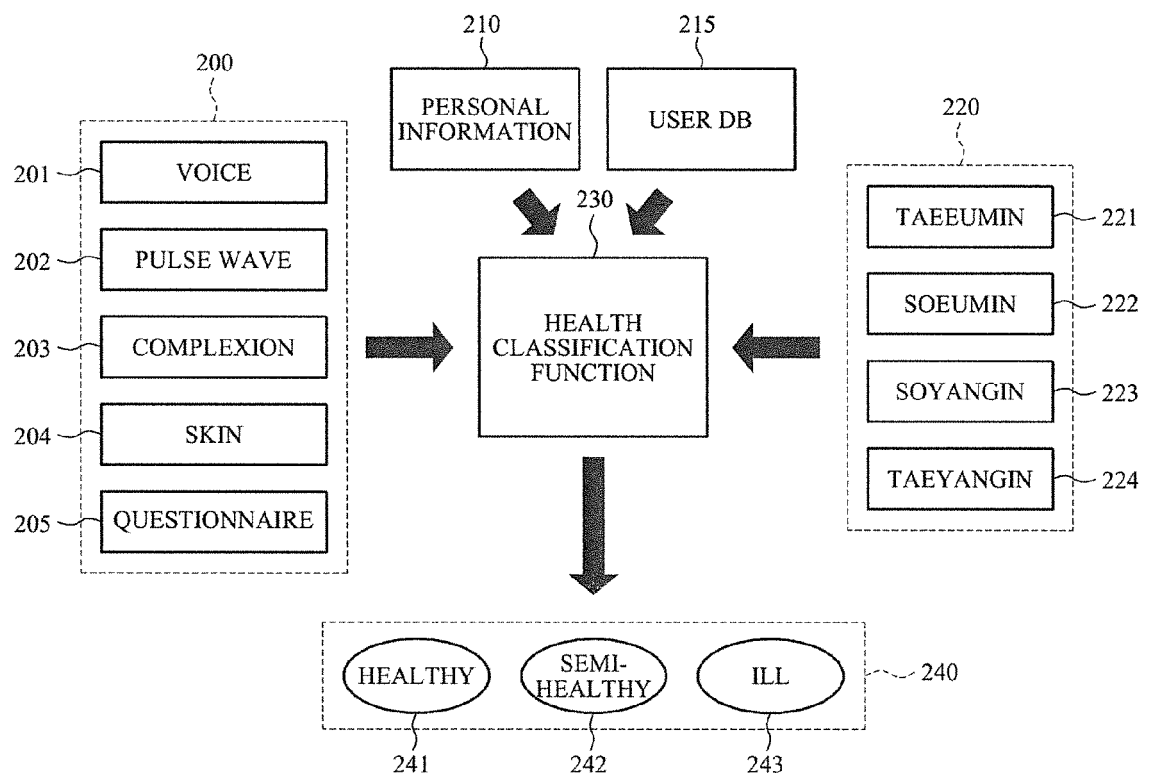 210
215
200
PERSONAL
INFORMATION
USER DB
220
201
VOICE
230
TAEEUMIN
221
202
PULSE WAVE
SOEUMIN
222
203
COMPLEXION
HEALTH
CLASSIFICATION
FUNCTION
SOYANGIN
223
204
SKIN
TAEYANGIN
224
205
QUESTIONNAIRE
HEALTHY
SEMI-
HEALTHY
ILL
240
241
242
243